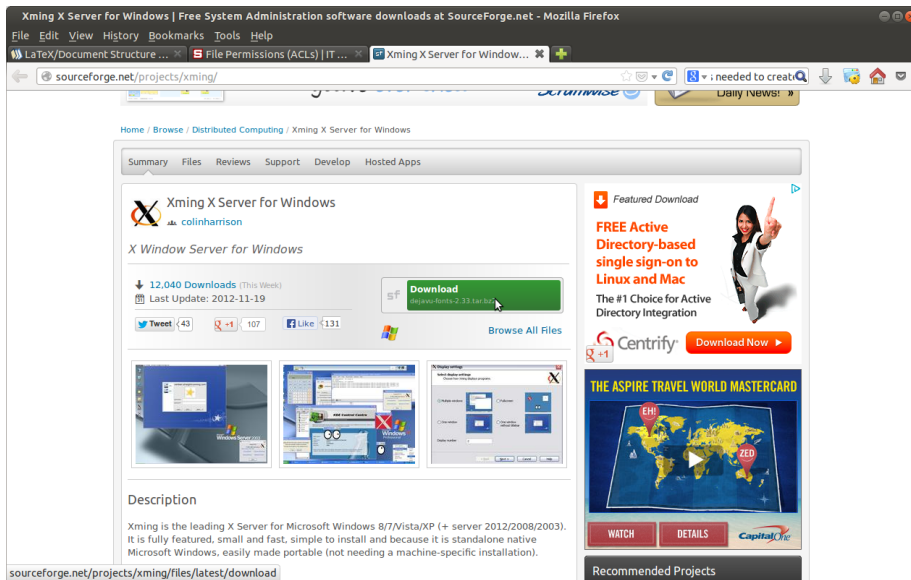 Xming X Server for Windows | Free System Administration software downloads at SourceForge.net - Mozilla Firefox
File Edit View History Bookmarks Tools Help
LaTeX/Document Structure ... File Permissions (ACLs) | IT ... Xming X Server for Window...
sourceforge.net/projects/xming/ needed to creat
Scrumwise Daily News! »
Home / Browse / Distributed Computing / Xming X Server for Windows
Summary Files Reviews Support Develop Hosted Apps
Xming X Server for Windows
colinharrison
X Window Server for Windows
12,040 Downloads (This Week)
Last Update: 2012-11-19
sf Download
dejavu-fonts-2.33.tar.bz2
Tweet 43 g +1 107 Like 131
Browse All Files
Description
Xming is the leading X Server for Microsoft Windows 8/7/Vista/XP (+ server 2012/2008/2003).
It is fully featured, small and fast, simple to install and because it is standalone native
Microsoft Windows, easily made portable (not needing a machine-specific installation).
Featured Download
FREE Active
Directory-based
single sign-on to
Linux and Mac
The #1 Choice for Active
Directory Integration
Centrify Download Now
g +1
THE ASPIRE TRAVEL WORLD MASTERCARD
EH!
ZED
WATCH DETAILS Capital One
Recommended Projects
sourceforge.net/projects/xming/files/latest/download